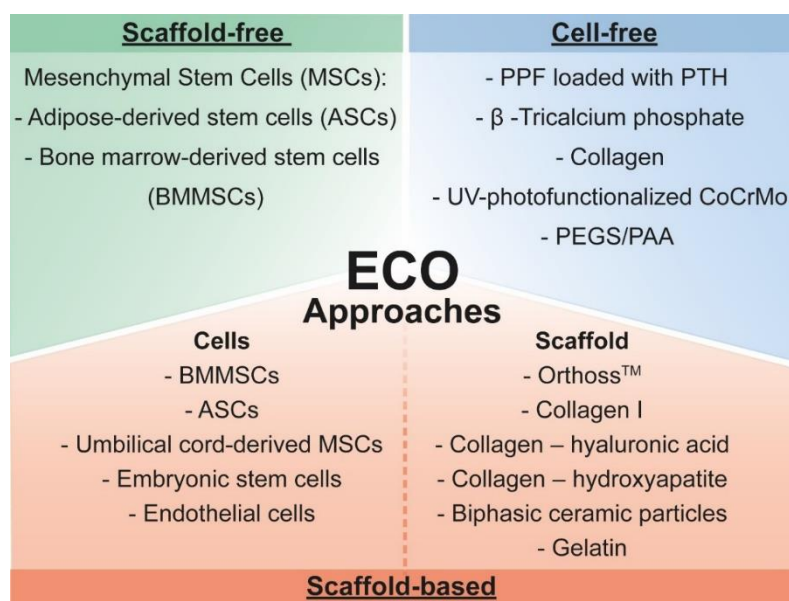 Scaffold-free
Mesenchymal Stem Cells (MSCs):
- Adipose-derived stem cells (ASCs)
- Bone marrow-derived stem cells
(BMMSCs)
Cell-free
- PPF loaded with PTH
- β -Tricalcium phosphate
- Collagen
- UV-photofunctionalized CoCrMo
- PEGS/PAA
ECO
Approaches
Cells
- BMMSCs
- ASCs
- Umbilical cord-derived MSCs
- Embryonic stem cells
- Endothelial cells
Scaffold
- Orthoss™
- Collagen I
- Collagen – hyaluronic acid
- Collagen – hydroxyapatite
- Biphasic ceramic particles
- Gelatin
Scaffold-based